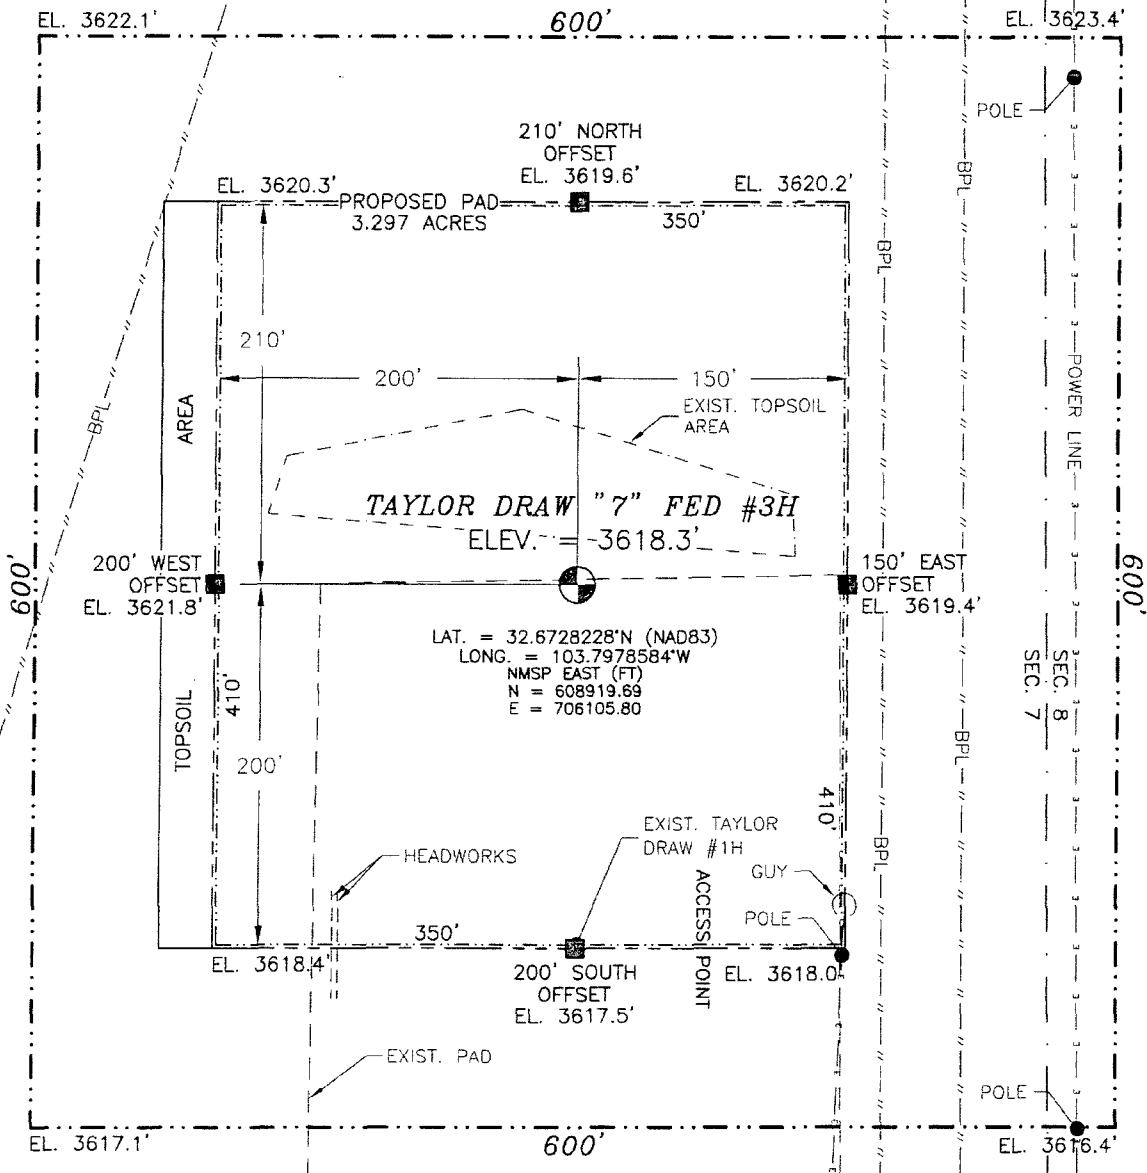 EL. 3622.1'
600'
EL. 3623.4'
POLE
210' NORTH
OFFSET
EL. 3619.6'
EL. 3620.3'
EL. 3620.2'
PROPOSED PAD
3.297 ACRES
350'
BPL
BPL
210'
200'
150'
EXIST. TOPSOIL
AREA
POWER LINE
BPL
AREA
TAYLOR DRAW "7" FED #3H
ELEV. = 3618.3'
600'
200' WEST
OFFSET
EL. 3621.8'
150' EAST
OFFSET
EL. 3619.4'
600'
LAT. = 32.6728228°N (NAD83)
LONG. = 103.7978584°W
NMSP EAST (FT)
N = 608919.69
E = 706105.80
SEC. 8
SEC. 7
410'
TOPSOIL
200'
BPL
410'
EXIST. TAYLOR
DRAW #1H
HEADWORKS
BPL
GUY
ACCESS POINT
POLE
350'
EL. 3618.4'
200' SOUTH
OFFSET
EL. 3617.5'
EL. 3618.0'
EXIST. PAD
POLE
EL. 3617.1'
600'
EL. 3616.4'